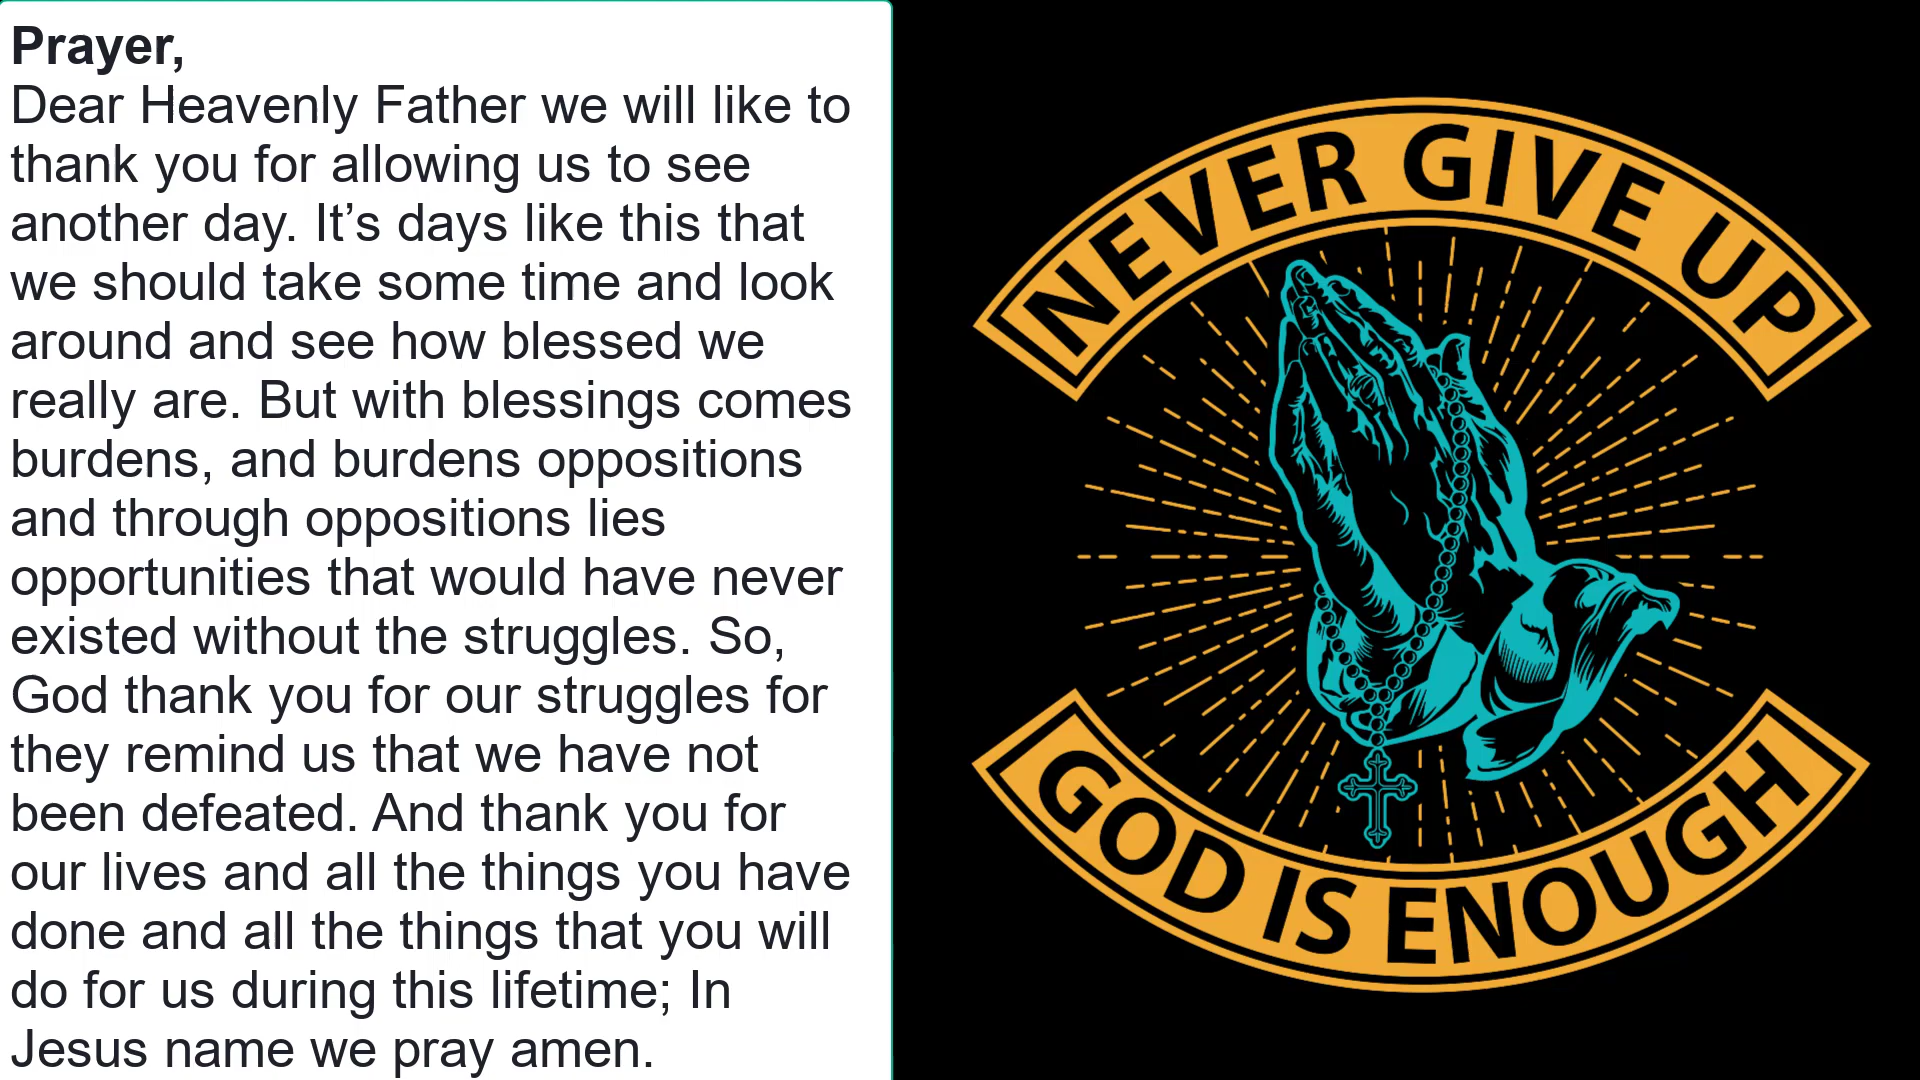 Prayer,
Dear Heavenly Father we will like to
thank you for allowing us to see
another day. It’s days like this that
we should take some time and look
around and see how blessed we
really are. But with blessings comes
burdens, and burdens oppositions
and through oppositions lies
opportunities that would have never
existed without the struggles. So,
God thank you for our struggles for
they remind us that we have not
been defeated. And thank you for
our lives and all the things you have
done and all the things that you will
do for us during this lifetime; In
Jesus name we pray amen.
NEVER GIVE UP
GOD IS ENOUGH